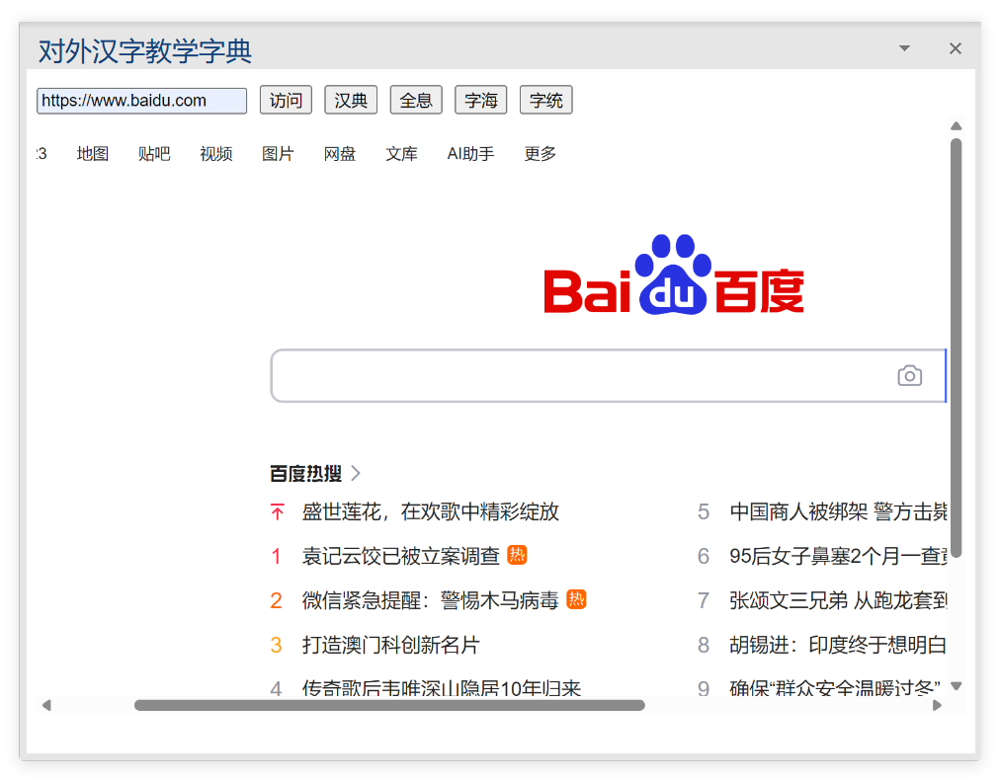 对外汉字教学字典
https://www.baidu.com 访问 汉典 全息 字海 字统
23 地图 贴吧 视频 图片 网盘 文库 AI助手 更多
Bai du 百度
百度热搜
盛世莲花，在欢歌中精彩绽放
1 袁记云饺已被立案调查 热
2 微信紧急提醒：警惕木马病毒 热
3 打造澳门科创新名片
4 传奇歌后韦唯深山隐居10年归来
5 中国商人被绑架 警方击毙
6 95后女子鼻塞2个月一查
7 张颂文三兄弟 从跑龙套到
8 胡锡进：印度终于想明白
9 确保“群众安全温暖过冬”